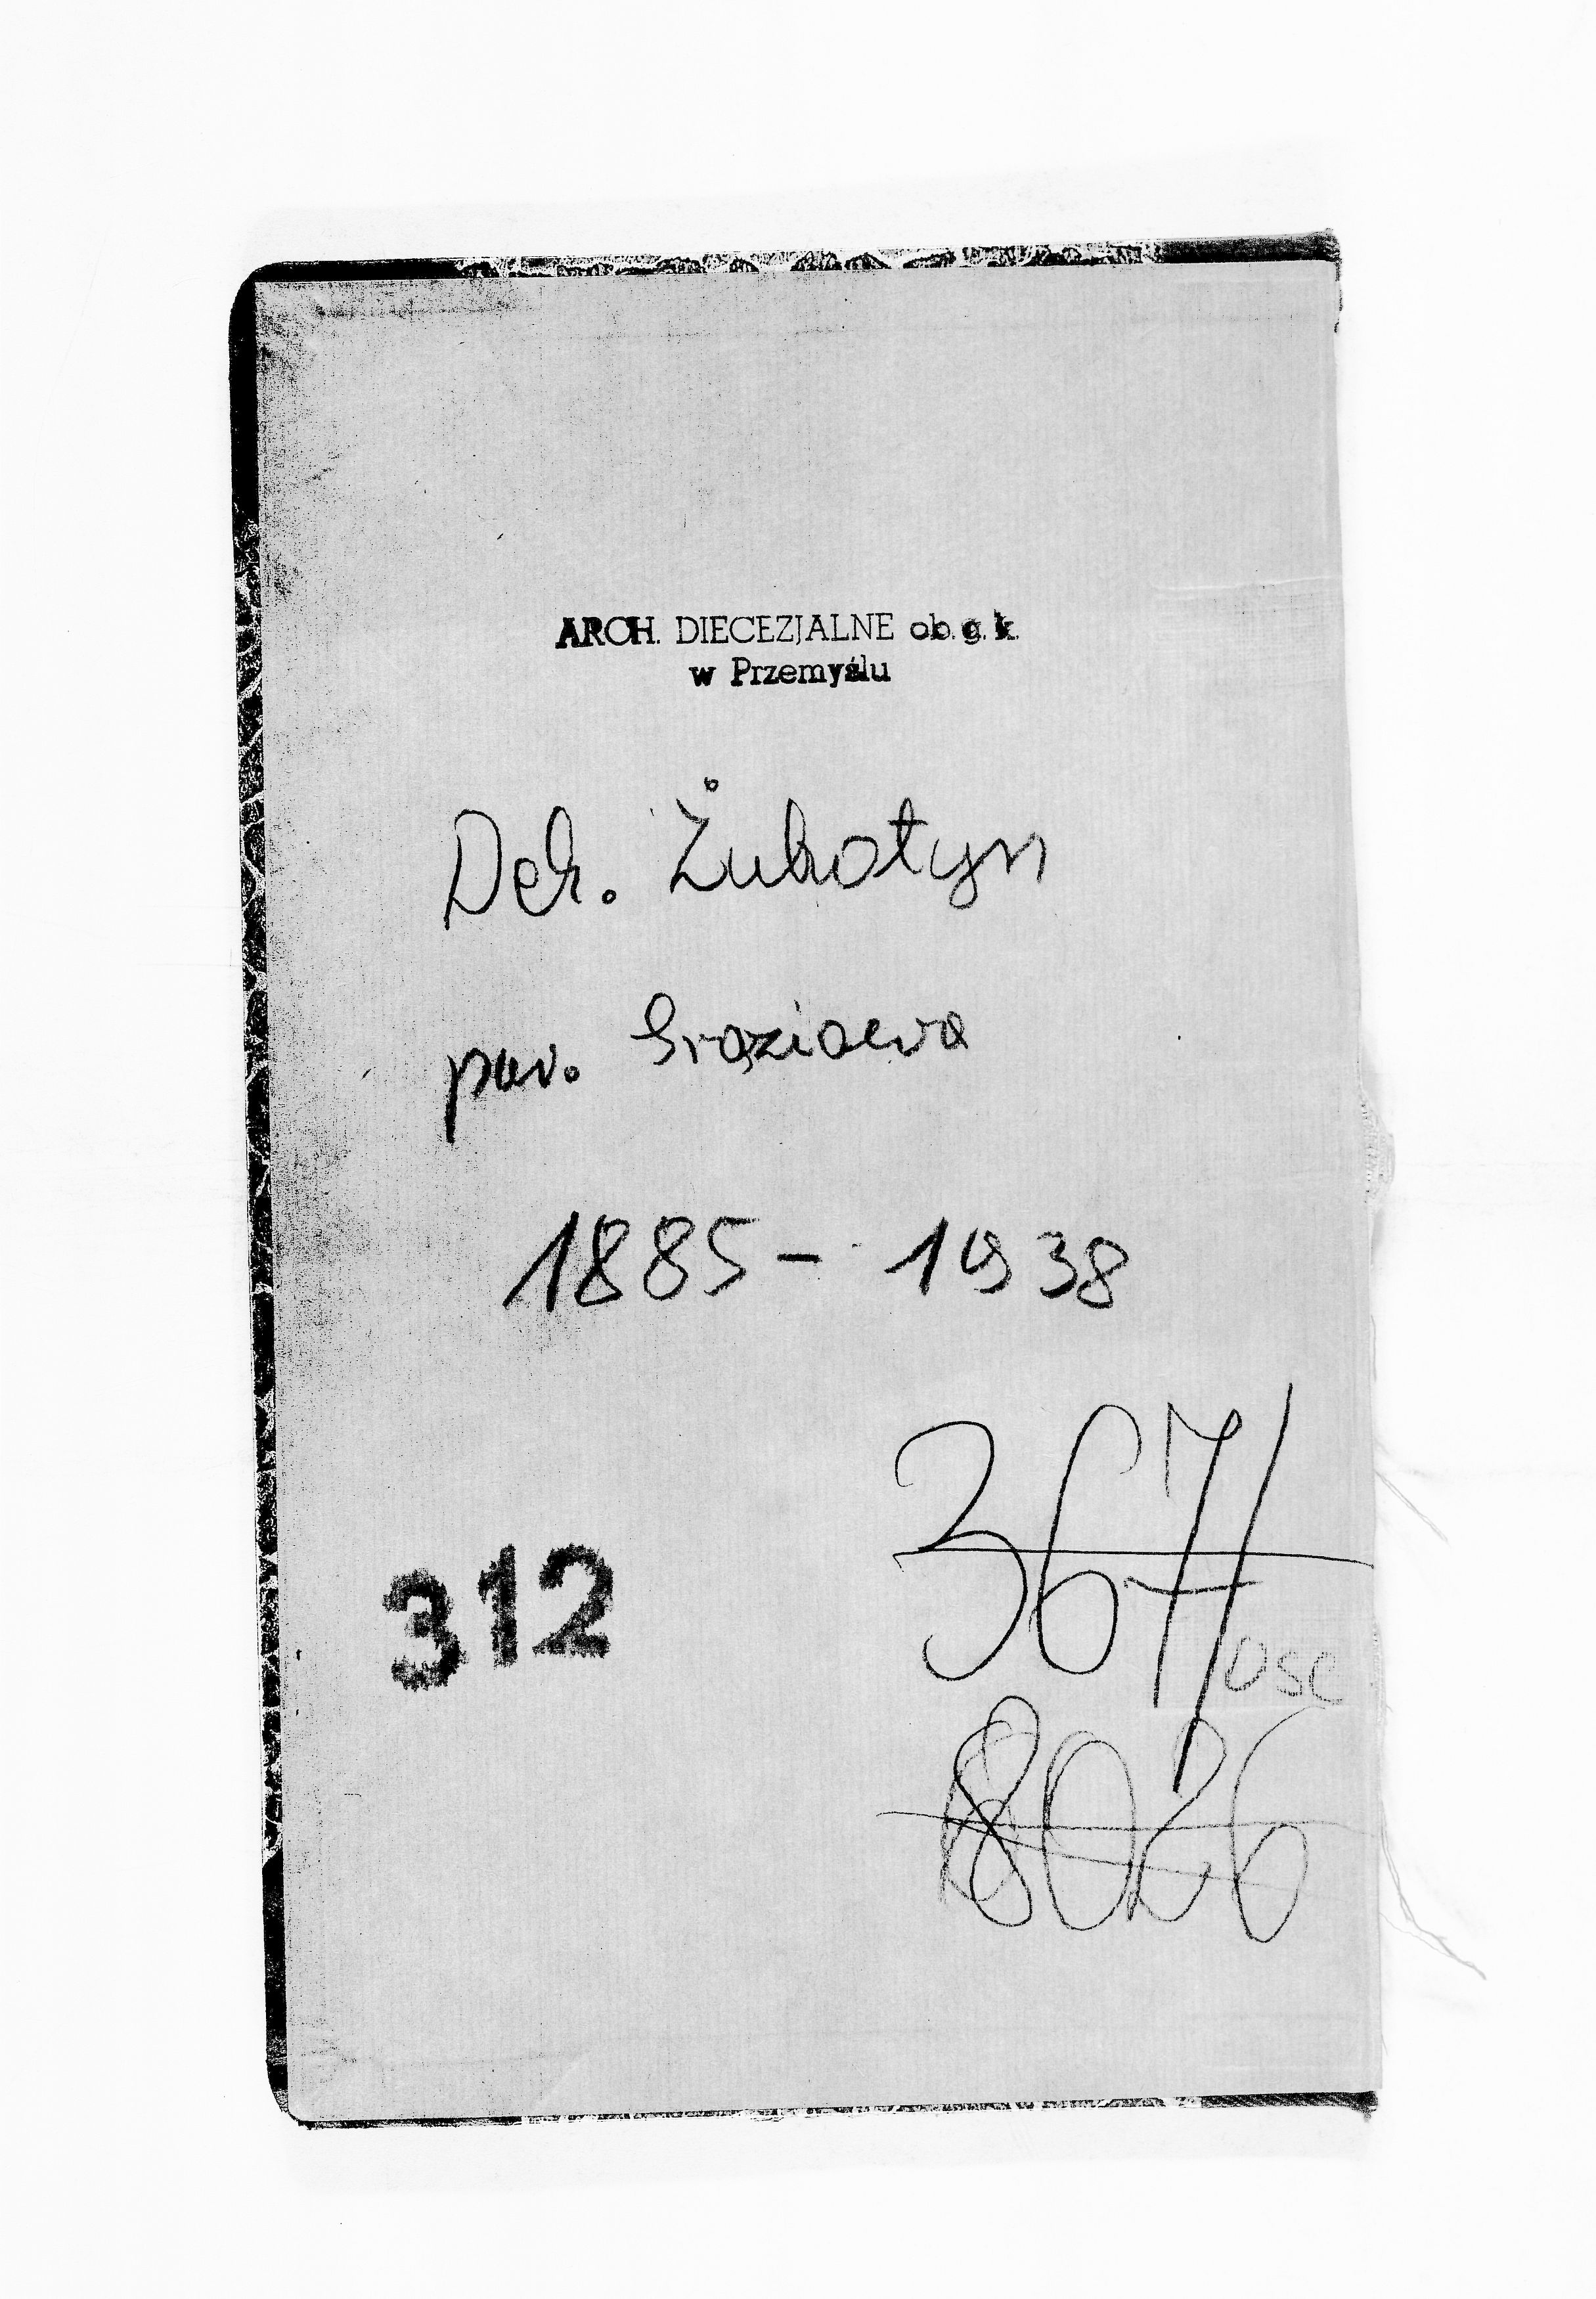 ARCH. DIECEZJALNE ob. g. k.
w Przemyślu
Dek. Żukotyn
par. Grąziowa
1885 - 1938
367/
312
OSC
8026